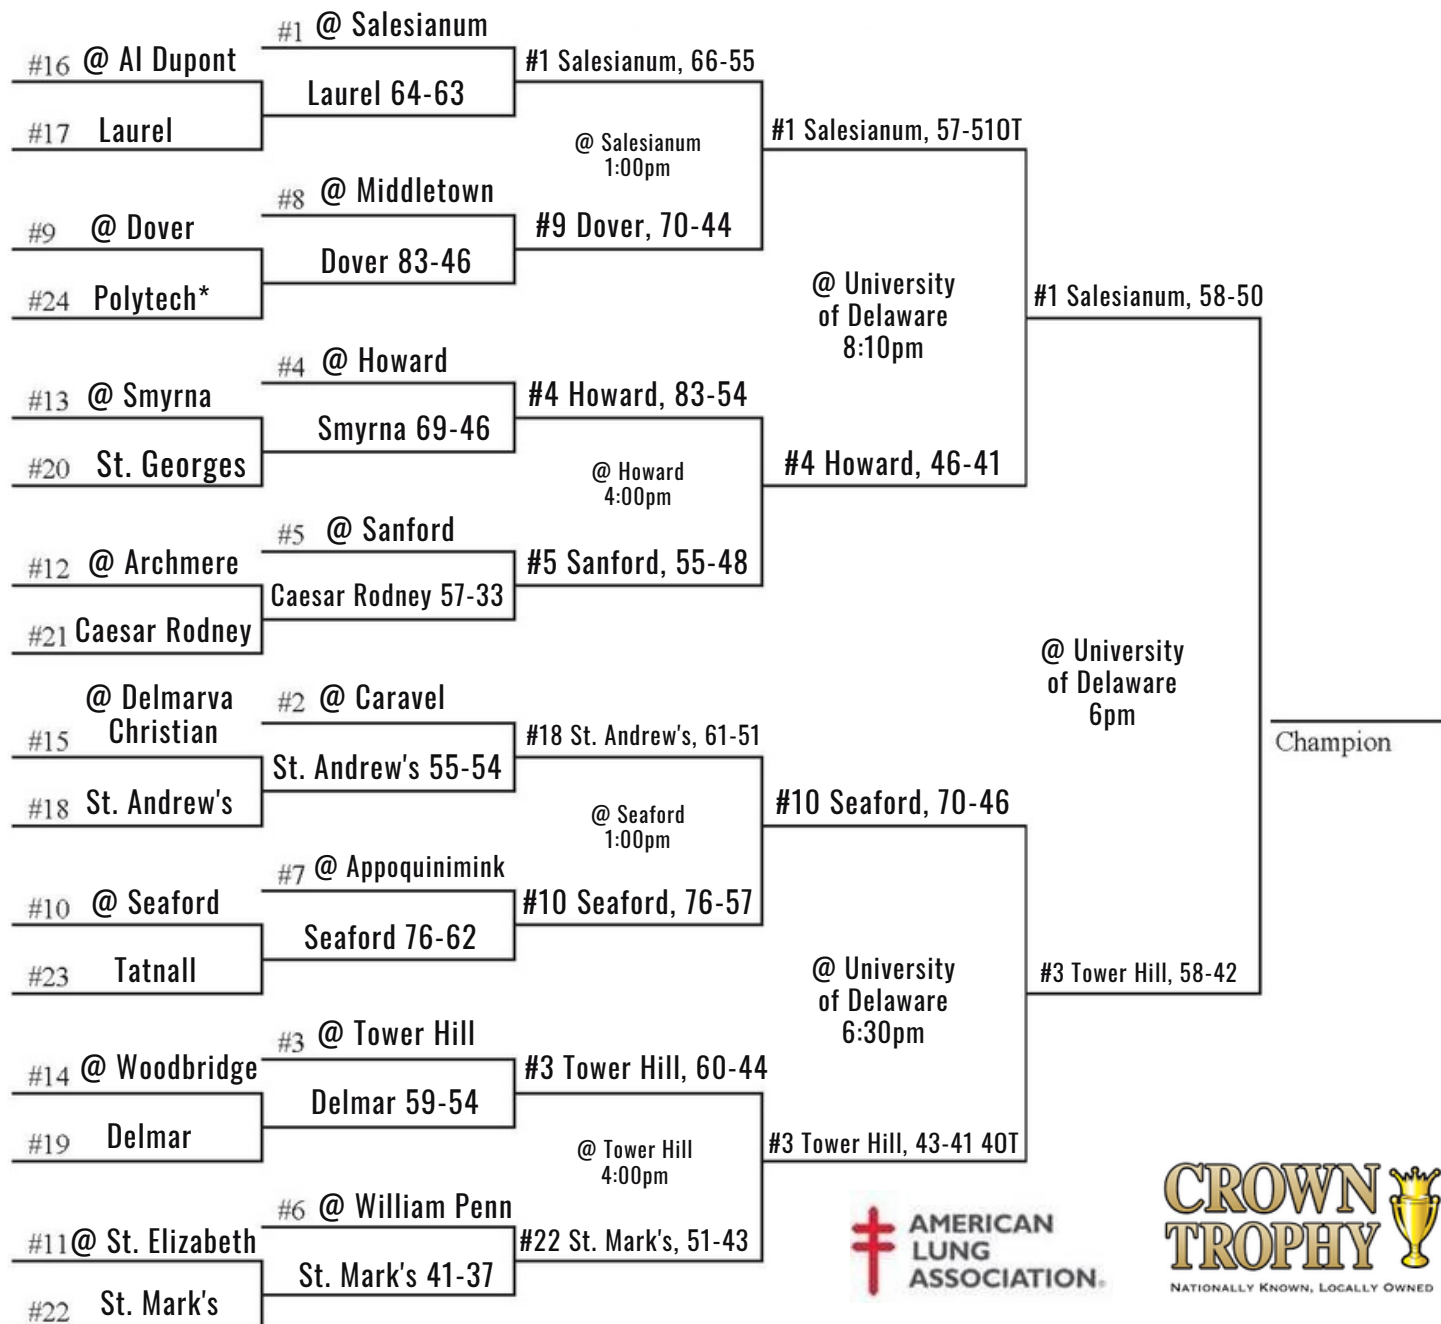 #1 @ Salesianum
#16 @ AI Dupont
#1 Salesianum, 66-55
Laurel 64-63
#17 Laurel
#1 Salesianum, 57-51OT
@ Salesianum
1:00pm
#8 @ Middletown
#9 @ Dover
#9 Dover, 70-44
Dover 83-46
#24 Polytech*
@ University
of Delaware
8:10pm
#1 Salesianum, 58-50
#4 @ Howard
#13 @ Smyrna
#4 Howard, 83-54
Smyrna 69-46
#20 St. Georges
#4 Howard, 46-41
@ Howard
4:00pm
#5 @ Sanford
#12 @ Archmere
#5 Sanford, 55-48
Caesar Rodney 57-33
#21 Caesar Rodney
@ University
of Delaware
6pm
Champion
@ Delmarva
#15 Christian
#2 @ Caravel
#18 St. Andrew's, 61-51
St. Andrew's 55-54
#18 St. Andrew's
#10 Seaford, 70-46
@ Seaford
1:00pm
#7 @ Appoquinimink
#10 @ Seaford
#10 Seaford, 76-57
Seaford 76-62
#23 Tatnall
@ University
of Delaware
6:30pm
#3 Tower Hill, 58-42
#3 @ Tower Hill
#14 @ Woodbridge
#3 Tower Hill, 60-44
Delmar 59-54
#19 Delmar
#3 Tower Hill, 43-41 4OT
@ Tower Hill
4:00pm
#6 @ William Penn
#11 @ St. Elizabeth
#22 St. Mark's, 51-43
St. Mark's 41-37
#22 St. Mark's
AMERICAN
LUNG
ASSOCIATION®
CROWN
TROPHY
NATIONALLY KNOWN, LOCALLY OWNED